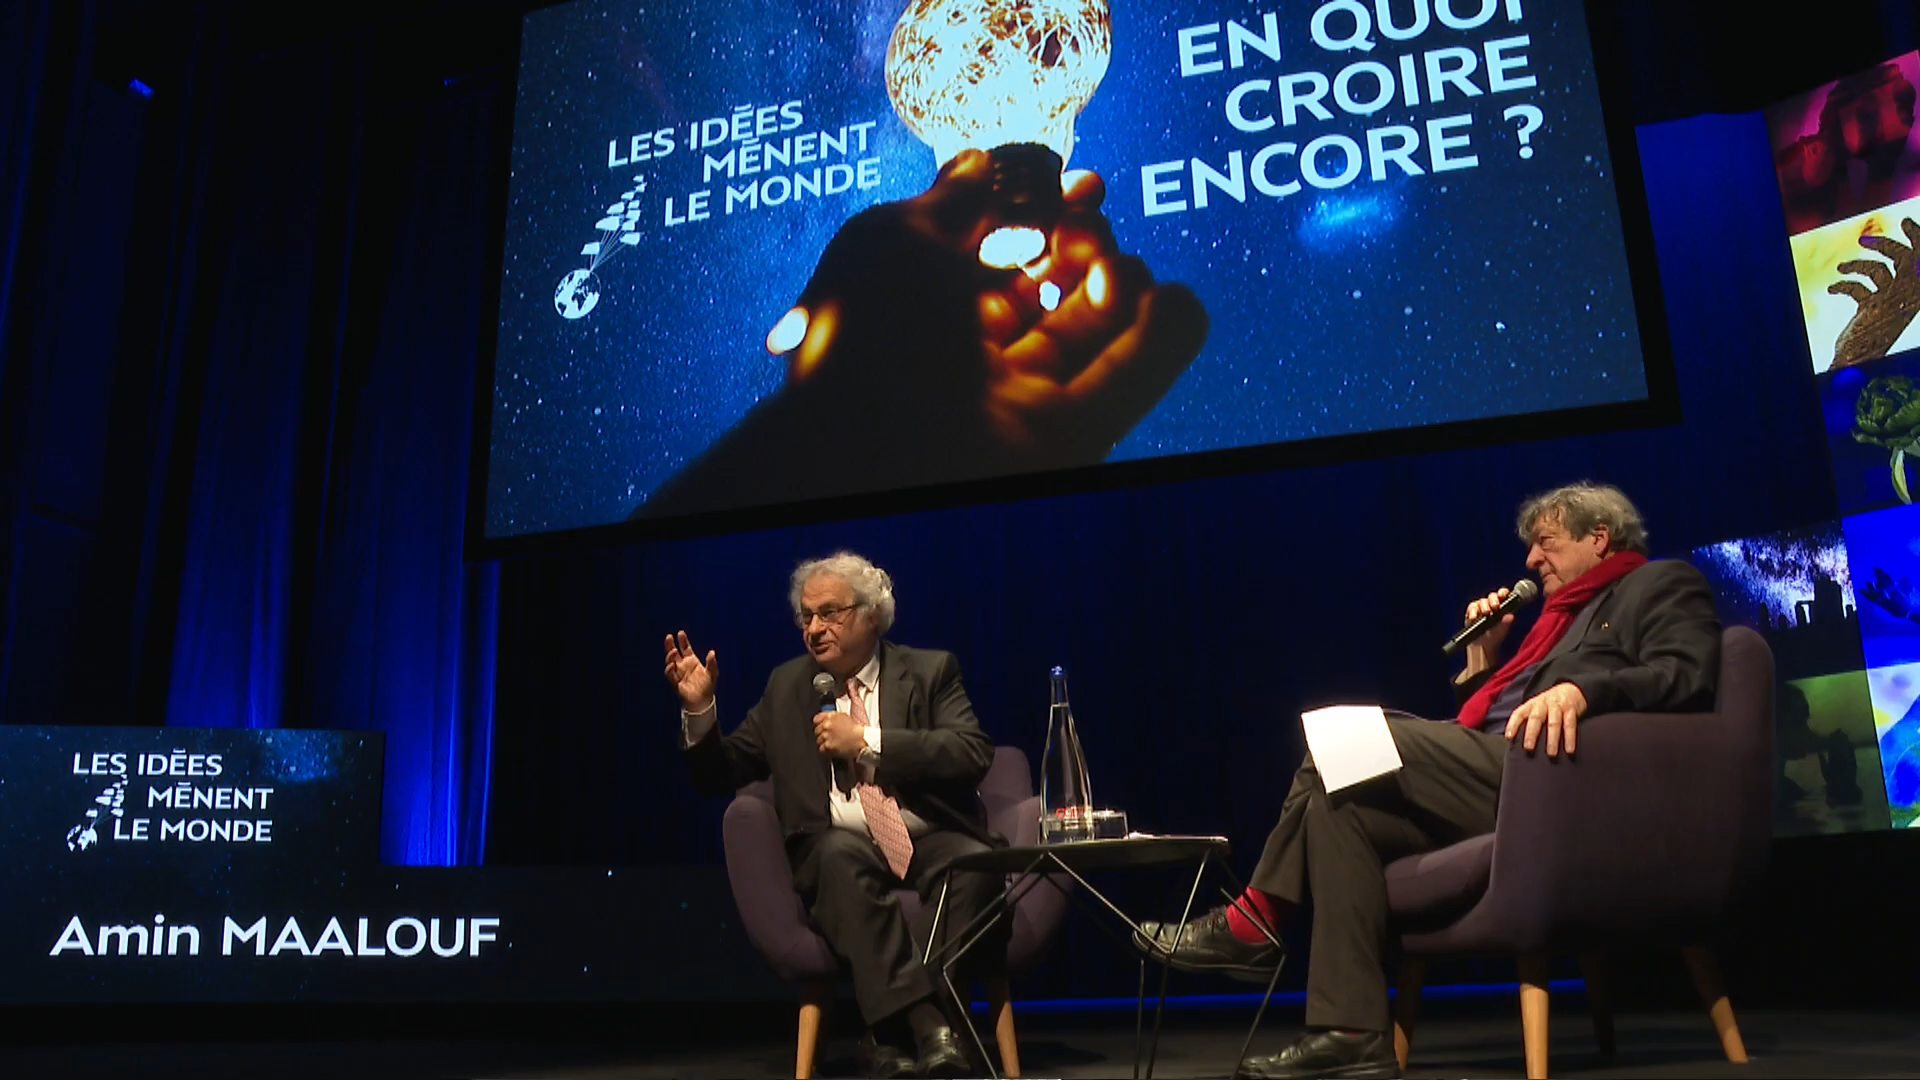 LES IDÉES
MÈNENT
LE MONDE
EN QUOI
CROIRE
ENCORE ?
LES IDÉES
MÈNENT
LE MONDE
Amin MAALOUF